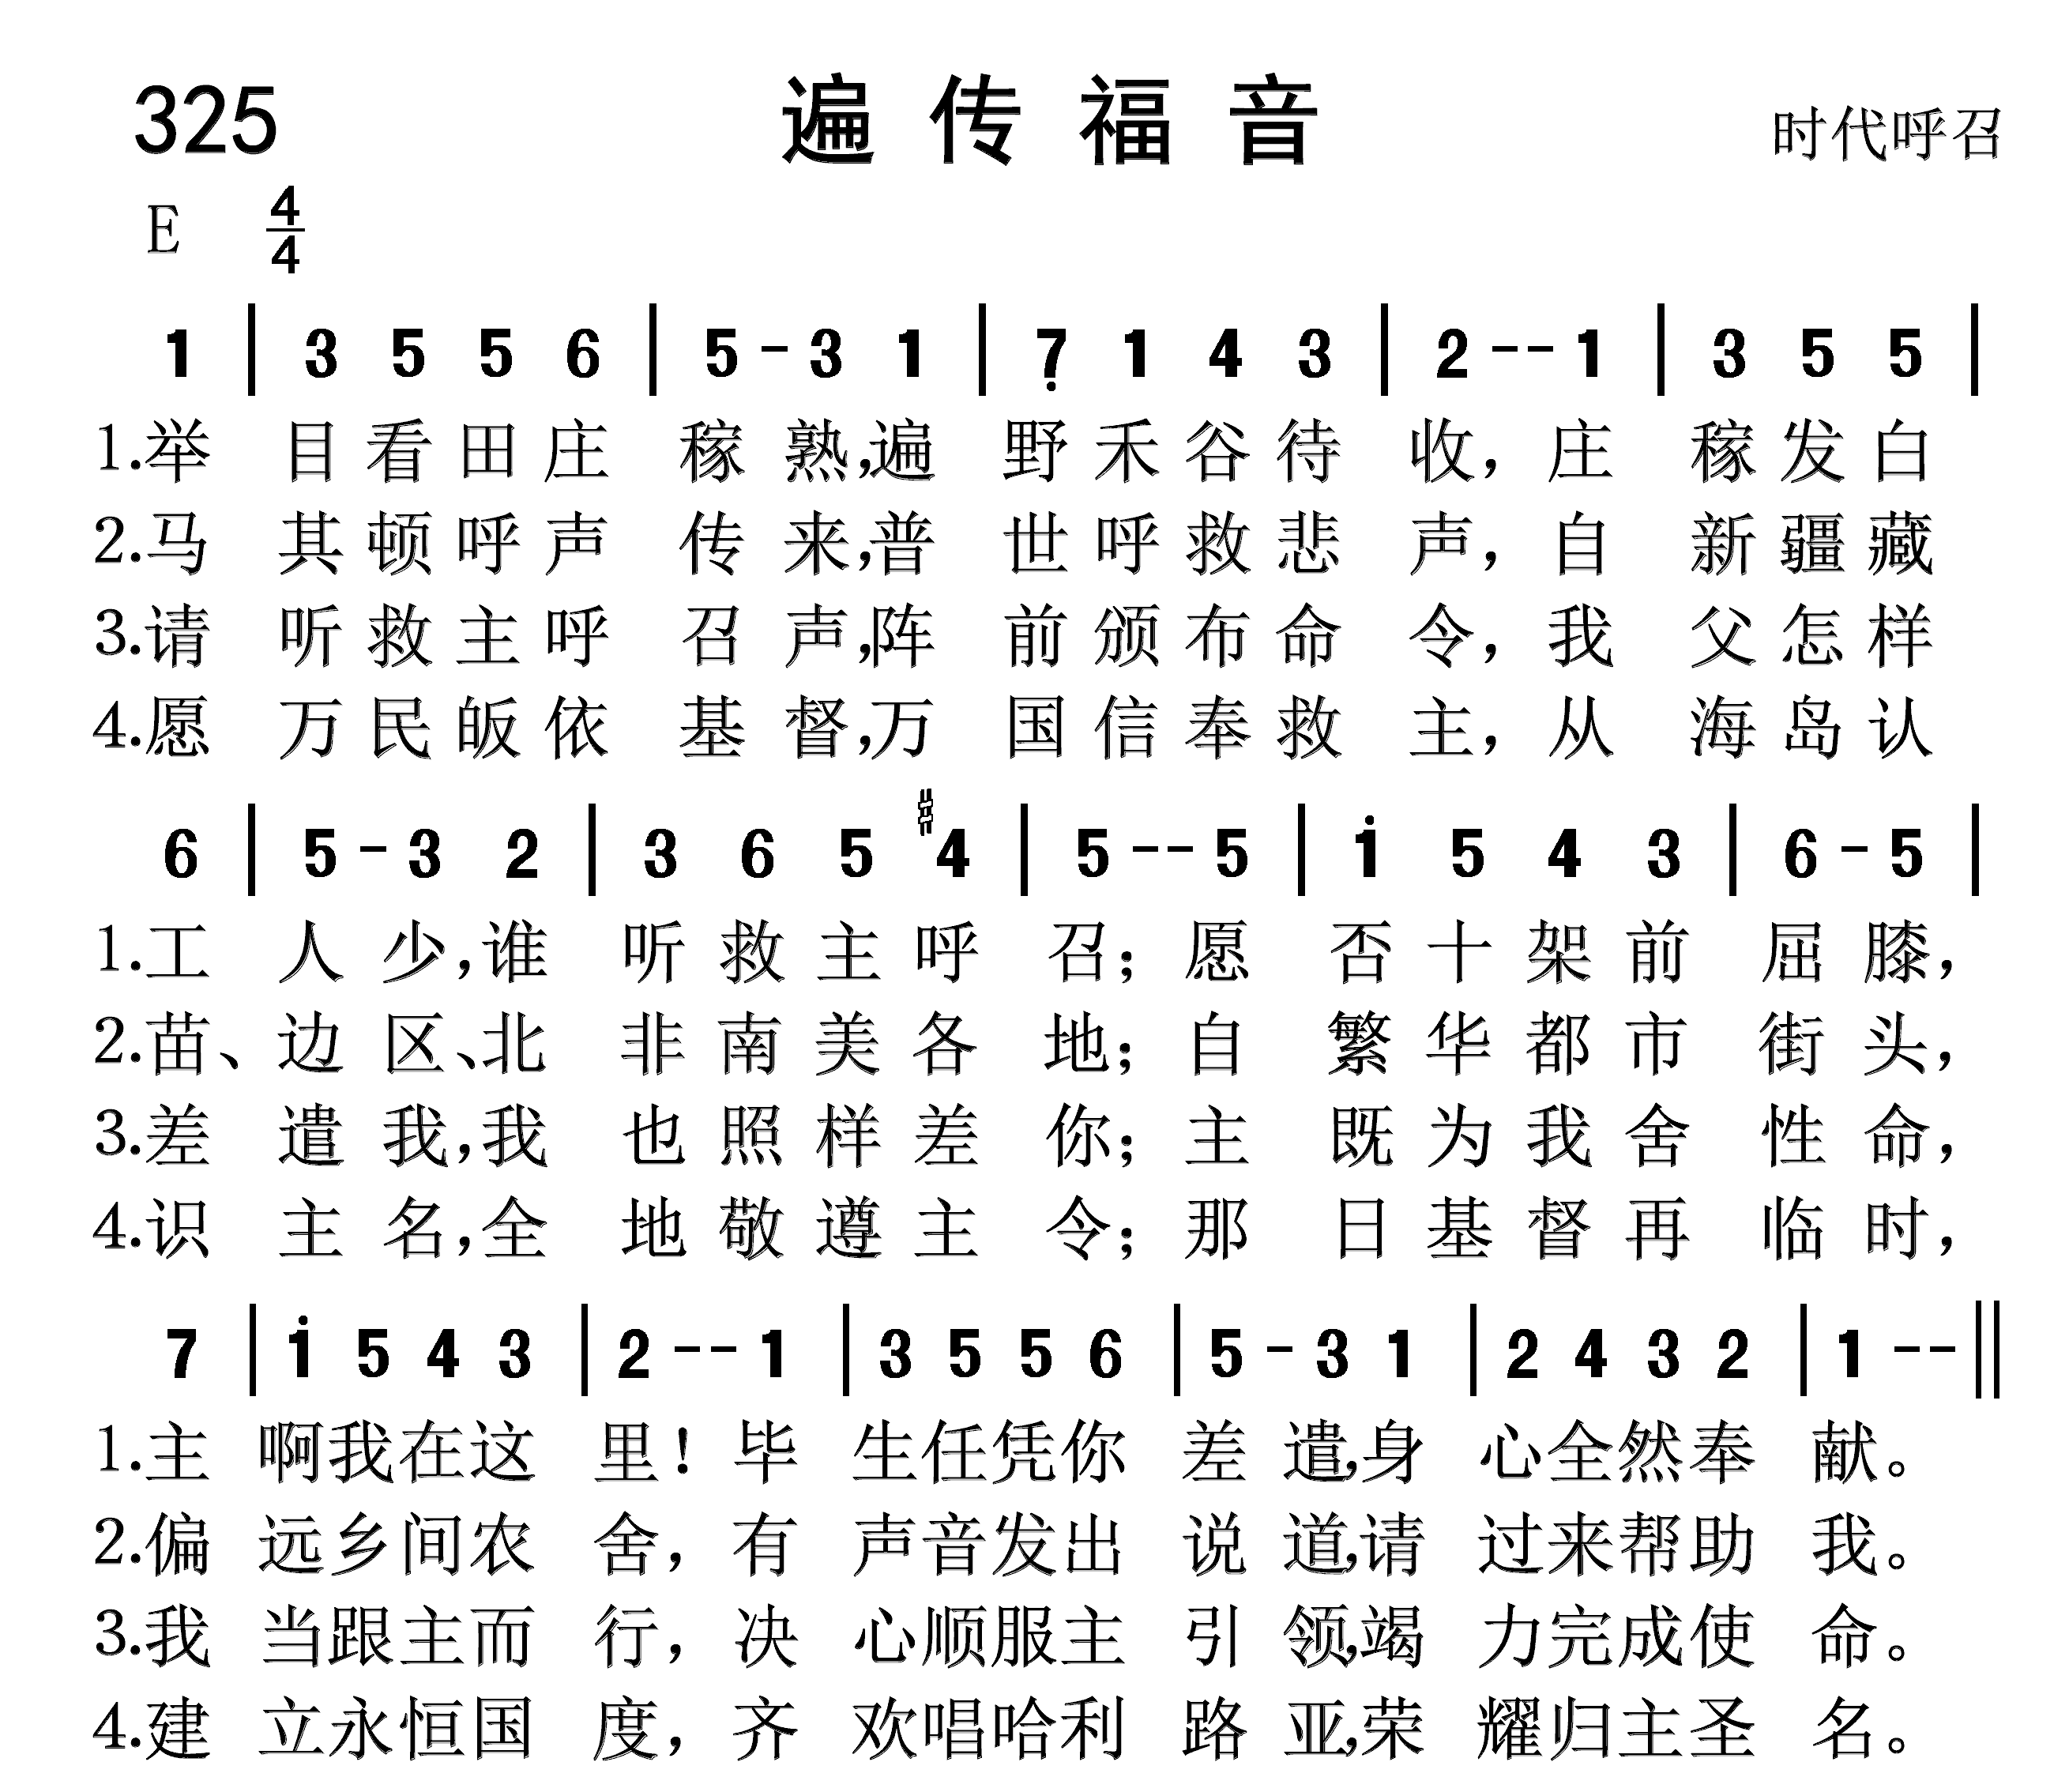 325 遍传福音 时代呼召
E 4/4
1 | 3 5 5 6 | 5 - 3 1 | 7̣ 1 4 3 | 2 - - 1 | 3 5 5 |
1.举 目看田庄 稼熟,遍 野禾谷待 收,庄 稼发白
2.马 其顿呼声 传来,普 世呼救悲 声,自 新疆藏
3.请 听救主呼 召声,阵 前颁布命 令,我 父怎样
4.愿 万民皈依 基督,万 国信奉救 主,从 海岛认
6 | 5 - 3 2 | 3 6 5 #4 | 5 - - 5 | 1̇ 5 4 3 | 6 - 5 |
1.工 人少,谁 听救主呼 召;愿 否十架前 屈膝,
2.苗、边区、北 非南美各 地;自 繁华都市 街头,
3.差 遣我,我 也照样差 你;主 既为我舍 性命,
4.识 主名,全 地敬遵主 令;那 日基督再 临时,
7 | 1̇ 5 4 3 | 2 - - 1 | 3 5 5 6 | 5 - 3 1 | 2 4 3 2 | 1 - - ‖
1.主 啊我在这 里!毕 生任凭你 差遣,身 心全然奉 献。
2.偏 远乡间农 舍,有 声音发出 说道,请 过来帮助 我。
3.我 当跟主而 行,决 心顺服主 引领,竭 力完成使 命。
4.建 立永恒国 度,齐 欢唱哈利 路亚,荣 耀归主圣 名。